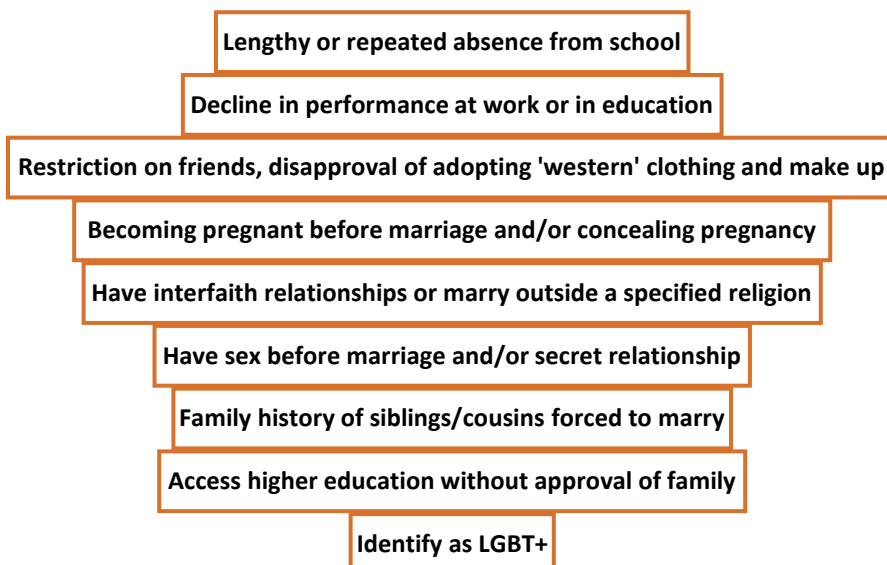 Lengthy or repeated absence from school
Decline in performance at work or in education
Restriction on friends, disapproval of adopting 'western' clothing and make up
Becoming pregnant before marriage and/or concealing pregnancy
Have interfaith relationships or marry outside a specified religion
Have sex before marriage and/or secret relationship
Family history of siblings/cousins forced to marry
Access higher education without approval of family
Identify as LGBT+